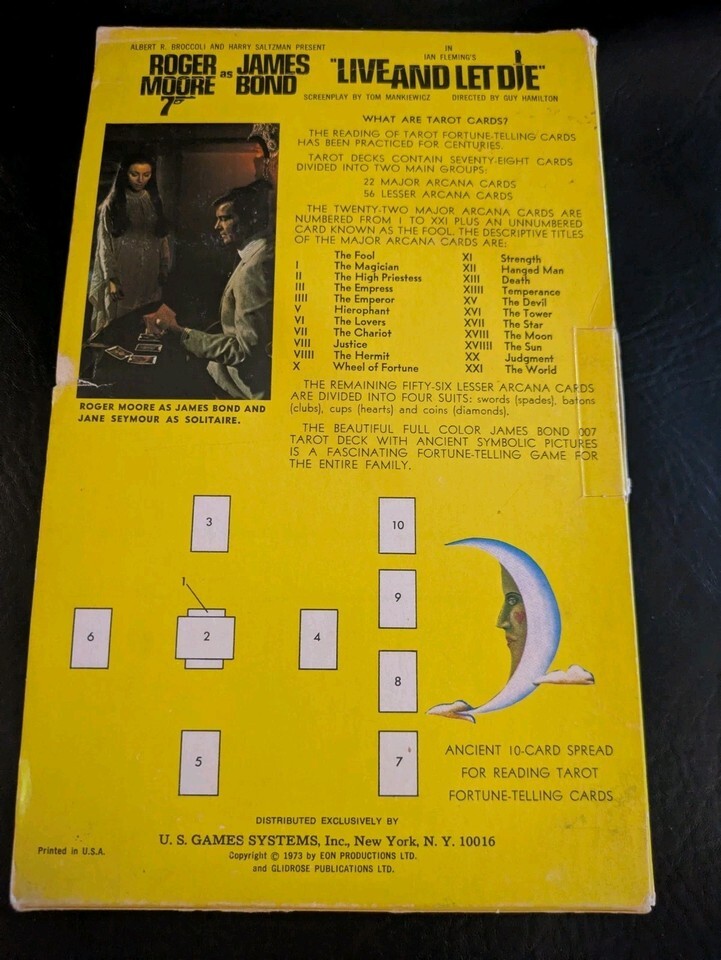 ALBERT R. BROCCOLI AND HARRY SALTZMAN PRESENT
ROGER MOORE as JAMES BOND
007
IN
IAN FLEMING'S
"LIVE AND LET DIE"
SCREENPLAY BY TOM MANKIEWICZ DIRECTED BY GUY HAMILTON
WHAT ARE TAROT CARDS?
THE READING OF TAROT FORTUNE-TELLING CARDS
HAS BEEN PRACTICED FOR CENTURIES.
TAROT DECKS CONTAIN SEVENTY-EIGHT CARDS
DIVIDED INTO TWO MAIN GROUPS:
22 MAJOR ARCANA CARDS
56 LESSER ARCANA CARDS
THE TWENTY-TWO MAJOR ARCANA CARDS ARE
NUMBERED FROM I TO XXI PLUS AN UNNUMBERED
CARD KNOWN AS THE FOOL. THE DESCRIPTIVE TITLES
OF THE MAJOR ARCANA CARDS ARE:
The Fool
I The Magician
II The High Priestess
III The Empress
IIII The Emperor
V Hierophant
VI The Lovers
VII The Chariot
VIII Justice
VIIII The Hermit
X Wheel of Fortune
XI Strength
XII Hanged Man
XIII Death
XIIII Temperance
XV The Devil
XVI The Tower
XVII The Star
XVIII The Moon
XVIIII The Sun
XX Judgment
XXI The World
THE REMAINING FIFTY-SIX LESSER ARCANA CARDS
ARE DIVIDED INTO FOUR SUITS: swords (spades), batons
(clubs), cups (hearts) and coins (diamonds).
THE BEAUTIFUL FULL COLOR JAMES BOND 007
TAROT DECK WITH ANCIENT SYMBOLIC PICTURES
IS A FASCINATING FORTUNE-TELLING GAME FOR
THE ENTIRE FAMILY.
ROGER MOORE AS JAMES BOND AND
JANE SEYMOUR AS SOLITAIRE.
3
10
1
9
6
2
4
8
5
7
ANCIENT 10-CARD SPREAD
FOR READING TAROT
FORTUNE-TELLING CARDS
DISTRIBUTED EXCLUSIVELY BY
U. S. GAMES SYSTEMS, Inc., New York, N. Y. 10016
Printed in U.S.A.
Copyright © 1973 by EON PRODUCTIONS LTD.
and GLIDROSE PUBLICATIONS LTD.